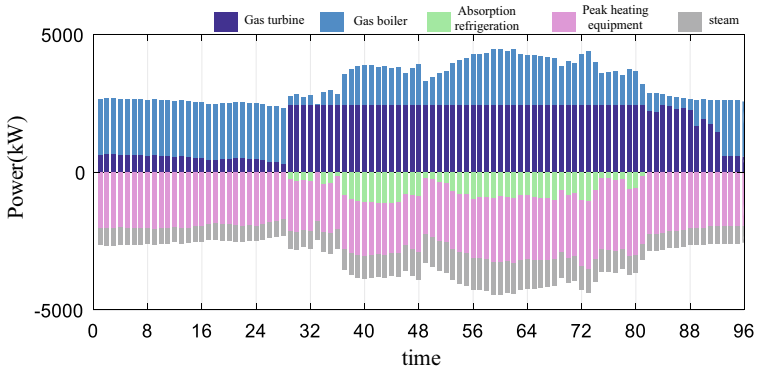 Gas turbine
Gas boiler
Absorption
refrigeration
Peak heating
equipment
steam
5000
0
-5000
Power(kW)
0 8 16 24 32 40 48 56 64 72 80 88 96
time